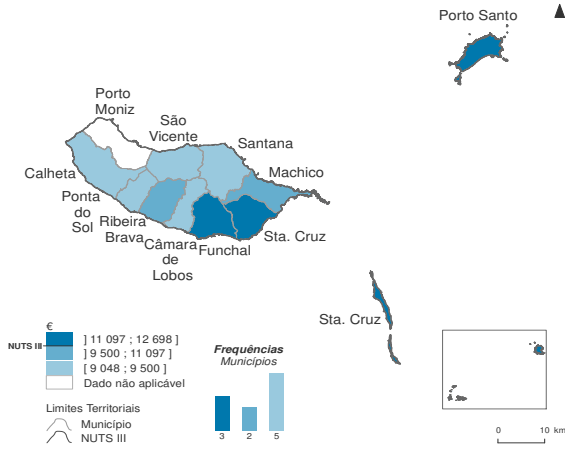 Porto Santo
Porto
Moniz
São
Vicente
Santana
Machico
Calheta
Ponta
do
Sol
Ribeira
Brava
Câmara
de
Lobos
Funchal
Sta. Cruz
Sta. Cruz
€
NUTS III
] 11 097 ; 12 698 ]
] 9 500 ; 11 097 ]
[ 9 048 ; 9 500 ]
Dado não aplicável
Limites Territoriais
Município
NUTS III
Frequências
Municípios
3 2 5
0 10 km